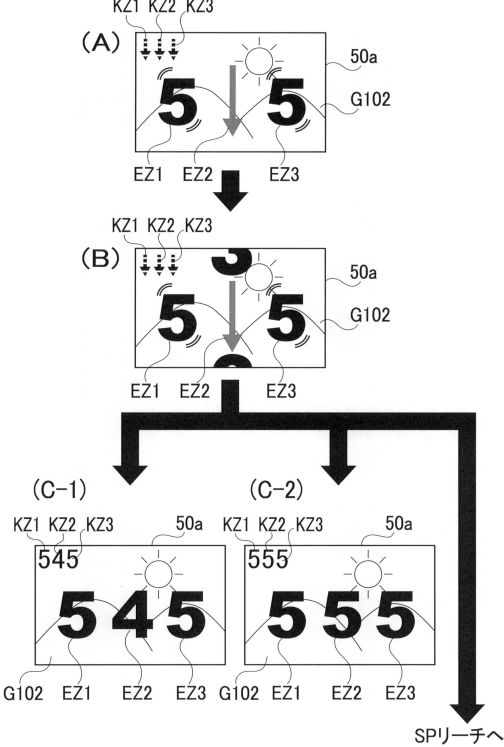 KZ1 KZ2 KZ3
(A)
50a
5 5
G102
EZ1 EZ2 EZ3
KZ1 KZ2 KZ3
(B)
3
50a
5 5
G102
EZ1 EZ2 EZ3
(C-1) (C-2)
KZ1 KZ2 KZ3 50a KZ1 KZ2 KZ3 50a
545 555
5 4 5 5 5 5
G102 EZ1 EZ2 EZ3 G102 EZ1 EZ2 EZ3
SPリーチへ